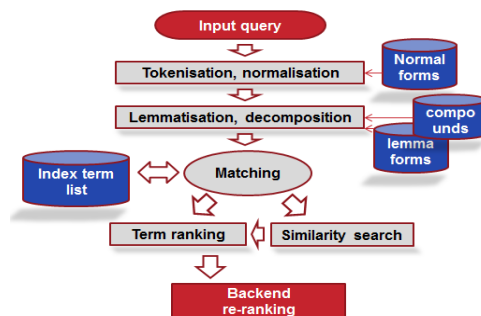 Input query
Tokenisation, normalisation
Normal
forms
Lemmatisation, decomposition
compo
unds
lemma
forms
Index term
list
Matching
Term ranking
Similarity search
Backend
re-ranking